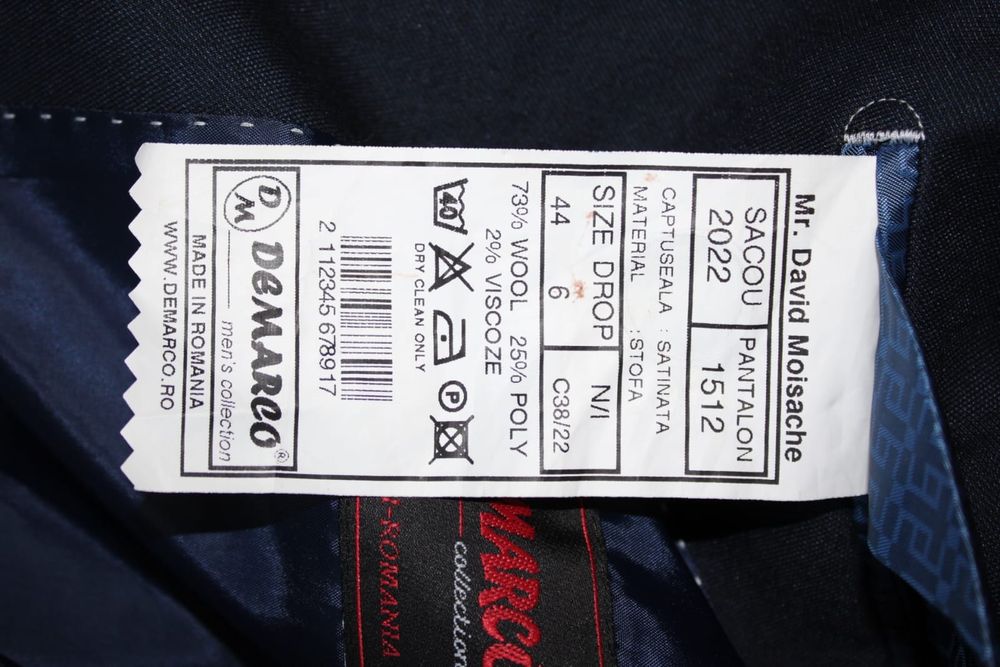 Mr. David Moisache
SACOU PANTALON
2022 1512
CAPTUSEALA : SATINATA
MATERIAL :STOFA
SIZE DROP N/I
44 6 C38/22
73% WOOL 25% POLY
2% VISCOZE
40 P
DRY CLEAN ONLY
2 112345 678917
DM DEMARCO®
men's collection
MADE IN ROMANIA
WWW.DEMARCO.RO
MARCO
collection
I-ROMANIA